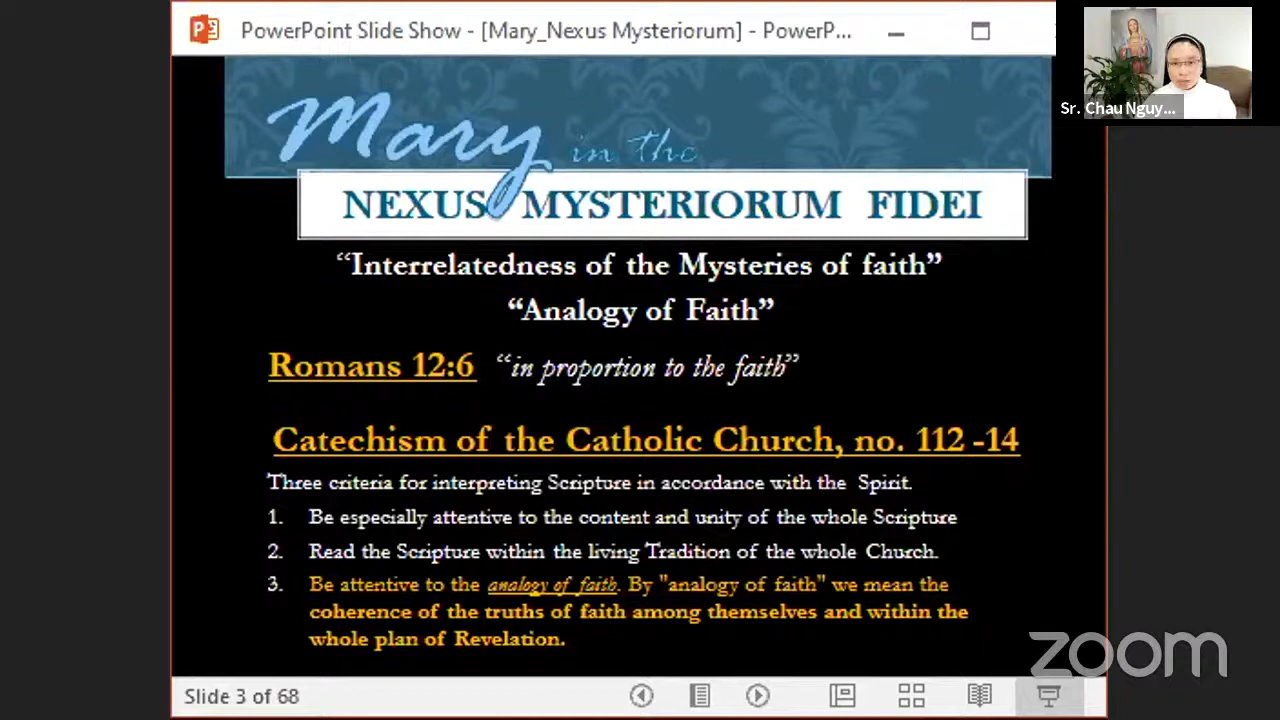 PowerPoint Slide Show - [Mary_Nexus Mysteriorum] - PowerP...
Sr. Chau Nguy...
Mary in the
NEXUS MYSTERIORUM FIDEI
“Interrelatedness of the Mysteries of faith”
“Analogy of Faith”
Romans 12:6 “in proportion to the faith”
Catechism of the Catholic Church, no. 112 -14
Three criteria for interpreting Scripture in accordance with the Spirit.
1. Be especially attentive to the content and unity of the whole Scripture
2. Read the Scripture within the living Tradition of the whole Church.
3. Be attentive to the analogy of faith. By "analogy of faith" we mean the
coherence of the truths of faith among themselves and within the
whole plan of Revelation.
zoom
Slide 3 of 68